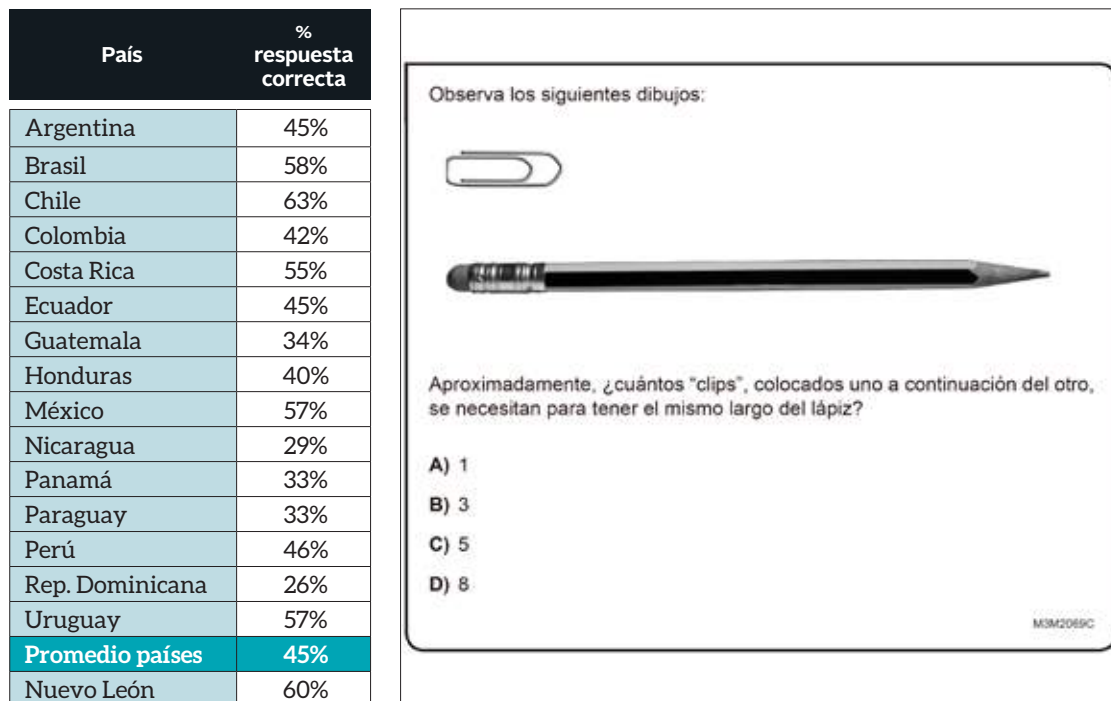 País % respuesta correcta
Argentina 45%
Brasil 58%
Chile 63%
Colombia 42%
Costa Rica 55%
Ecuador 45%
Guatemala 34%
Honduras 40%
México 57%
Nicaragua 29%
Panamá 33%
Paraguay 33%
Perú 46%
Rep. Dominicana 26%
Uruguay 57%
Promedio países 45%
Nuevo León 60%
Observa los siguientes dibujos:
Aproximadamente, ¿cuántos "clips", colocados uno a continuación del otro,
se necesitan para tener el mismo largo del lápiz?
A) 1
B) 3
C) 5
D) 8
M3M2069C